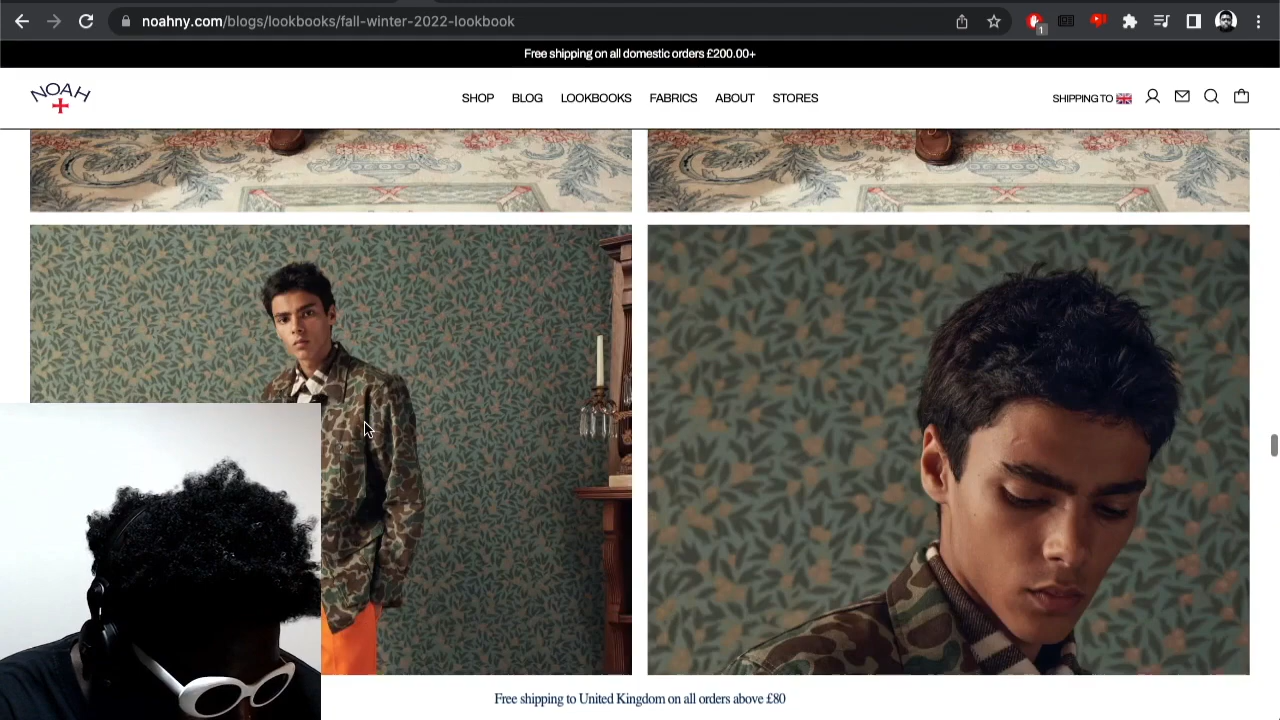 noahny.com/blogs/lookbooks/fall-winter-2022-lookbook
1
Free shipping on all domestic orders £200.00+
NOAH
SHOP BLOG LOOKBOOKS FABRICS ABOUT STORES
SHIPPING TO
Free shipping to United Kingdom on all orders above £80